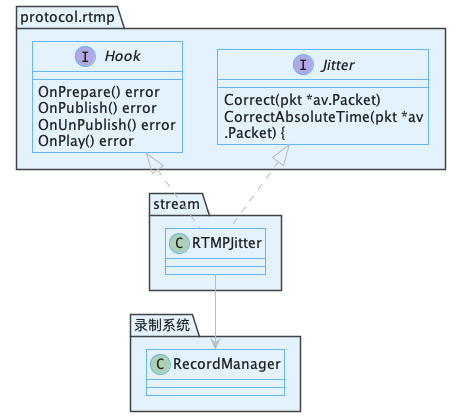 protocol.rtmp
I Hook
OnPrepare() error
OnPublish() error
OnUnPublish() error
OnPlay() error
I Jitter
Correct(pkt *av.Packet)
CorrectAbsoluteTime(pkt *av
.Packet) {
stream
C RTMPJitter
录制系统
C RecordManager